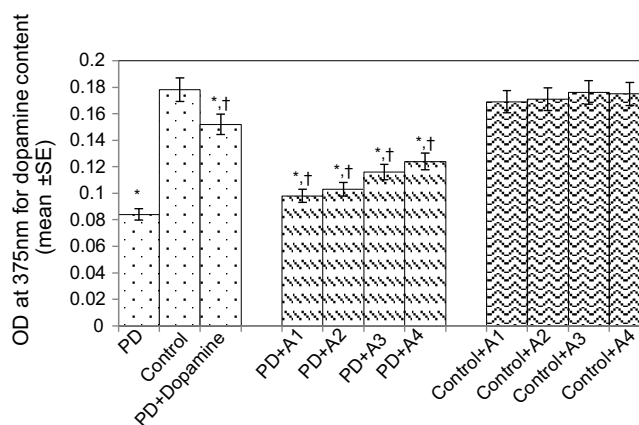 OD at 375nm for dopamine content
(mean ±SE)
0.2
0.18
0.16
0.14
0.12
0.1
0.08
0.06
0.04
0.02
0
*
*,†
*,†
*,†
*,†
*,†
PD
Control
PD+Dopamine
PD+A1
PD+A2
PD+A3
PD+A4
Control+A1
Control+A2
Control+A3
Control+A4